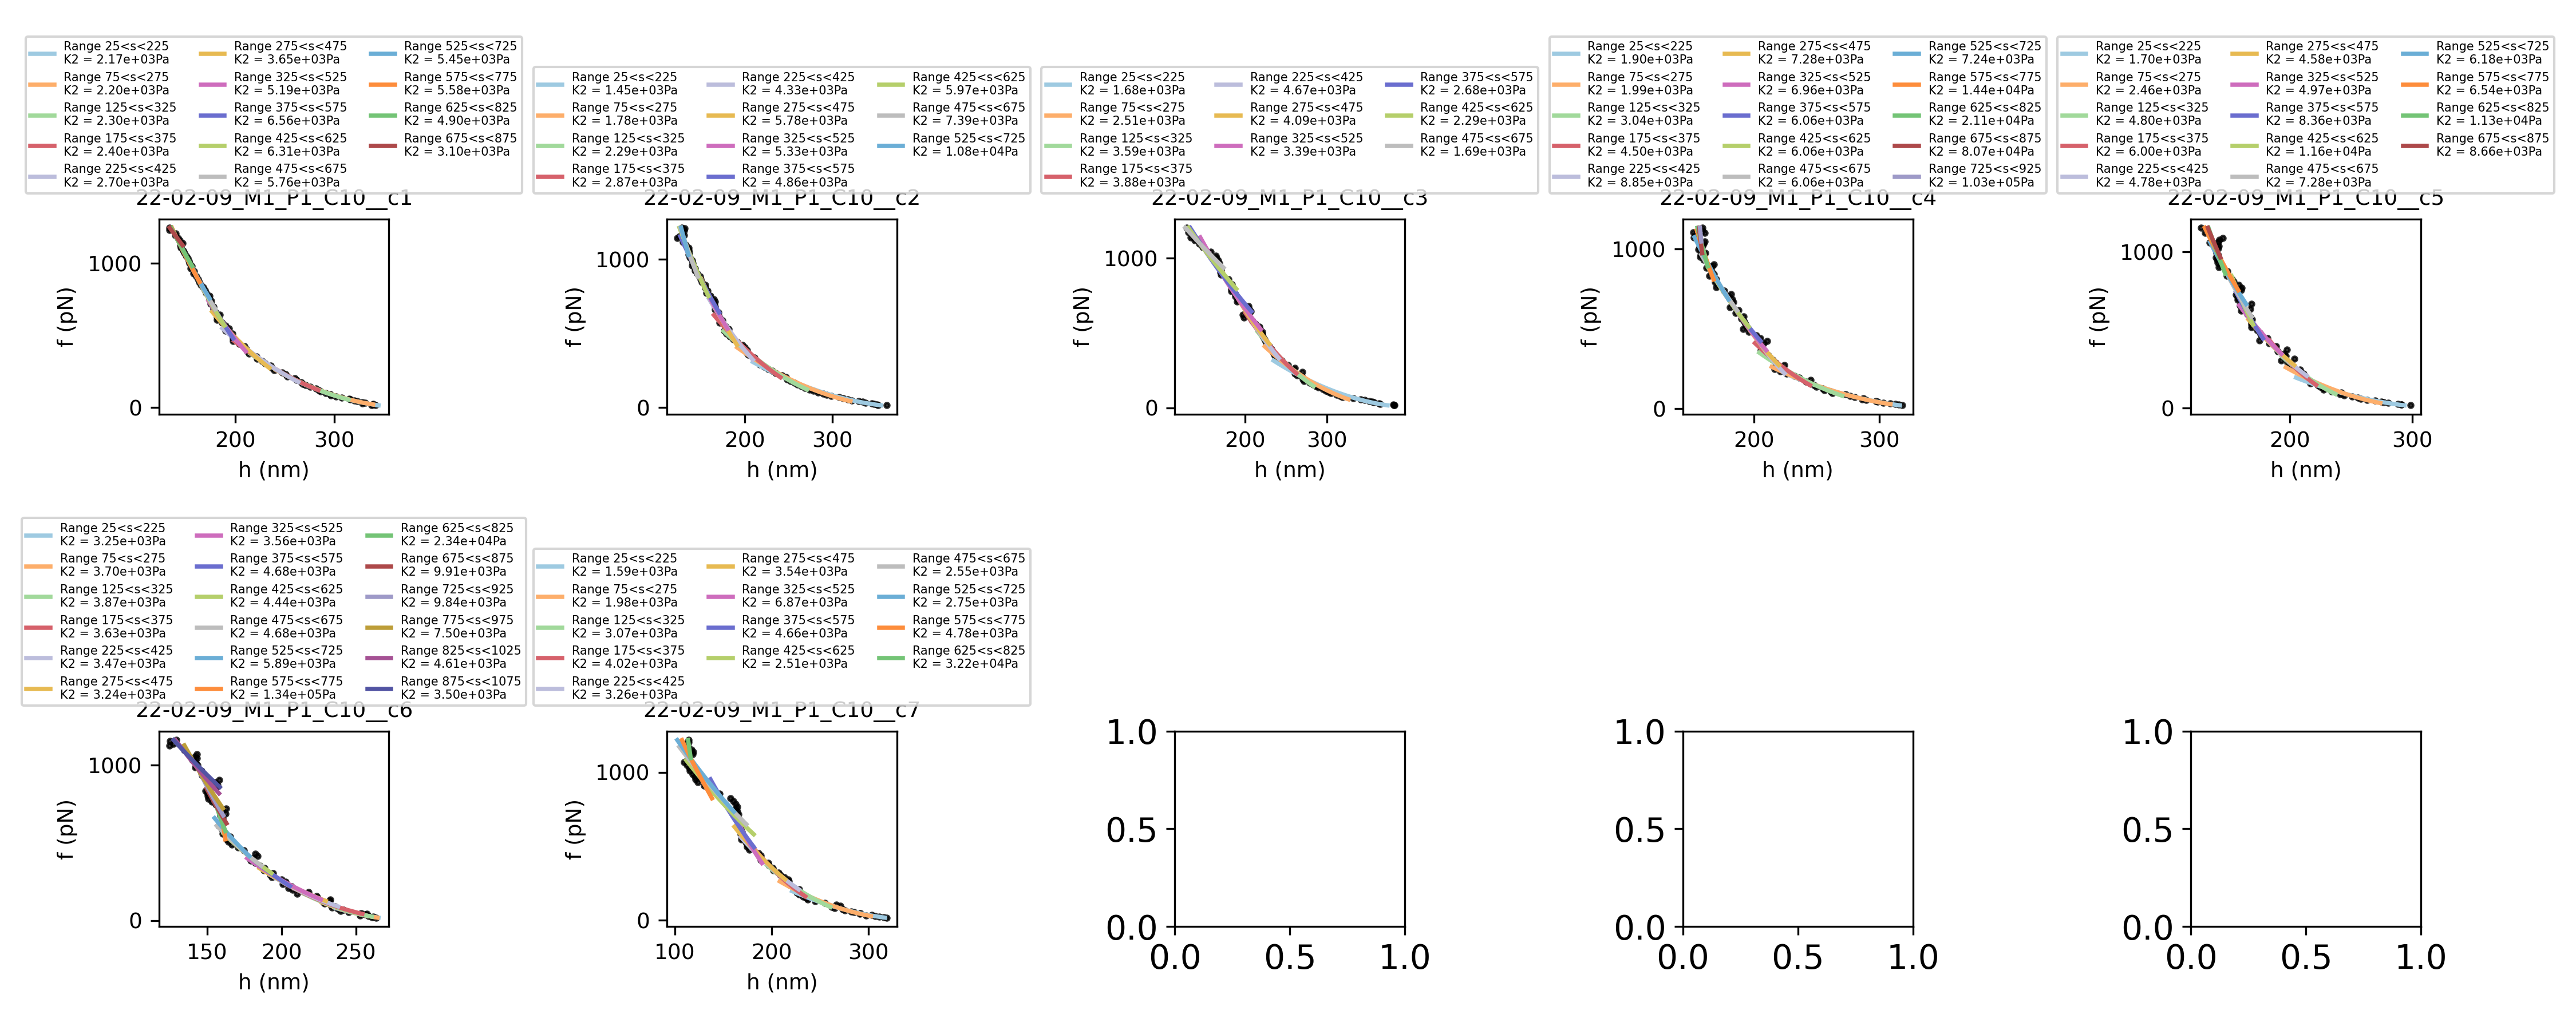 Range 25<s<225
K2 = 2.17e+03Pa
Range 75<s<275
K2 = 2.20e+03Pa
Range 125<s<325
K2 = 2.30e+03Pa
Range 175<s<375
K2 = 2.40e+03Pa
Range 225<s<425
K2 = 2.70e+03Pa
Range 275<s<475
K2 = 3.65e+03Pa
Range 325<s<525
K2 = 5.19e+03Pa
Range 375<s<575
K2 = 6.56e+03Pa
Range 425<s<625
K2 = 6.31e+03Pa
Range 475<s<675
K2 = 5.76e+03Pa
Range 525<s<725
K2 = 5.45e+03Pa
Range 575<s<775
K2 = 5.58e+03Pa
Range 625<s<825
K2 = 4.90e+03Pa
Range 675<s<875
K2 = 3.10e+03Pa
22-02-09_M1_P1_C10__c1
f (pN)
1000
0
200 300
h (nm)
Range 25<s<225
K2 = 1.45e+03Pa
Range 75<s<275
K2 = 1.78e+03Pa
Range 125<s<325
K2 = 2.29e+03Pa
Range 175<s<375
K2 = 2.87e+03Pa
Range 225<s<425
K2 = 4.33e+03Pa
Range 275<s<475
K2 = 5.78e+03Pa
Range 325<s<525
K2 = 5.33e+03Pa
Range 375<s<575
K2 = 4.86e+03Pa
Range 425<s<625
K2 = 5.97e+03Pa
Range 475<s<675
K2 = 7.39e+03Pa
Range 525<s<725
K2 = 1.08e+04Pa
22-02-09_M1_P1_C10__c2
f (pN)
1000
0
200 300
h (nm)
Range 25<s<225
K2 = 1.68e+03Pa
Range 75<s<275
K2 = 2.51e+03Pa
Range 125<s<325
K2 = 3.59e+03Pa
Range 175<s<375
K2 = 3.88e+03Pa
Range 225<s<425
K2 = 4.67e+03Pa
Range 275<s<475
K2 = 4.09e+03Pa
Range 325<s<525
K2 = 3.39e+03Pa
Range 375<s<575
K2 = 2.68e+03Pa
Range 425<s<625
K2 = 2.29e+03Pa
Range 475<s<675
K2 = 1.69e+03Pa
22-02-09_M1_P1_C10__c3
f (pN)
1000
0
200 300
h (nm)
Range 25<s<225
K2 = 1.90e+03Pa
Range 75<s<275
K2 = 1.99e+03Pa
Range 125<s<325
K2 = 3.04e+03Pa
Range 175<s<375
K2 = 4.50e+03Pa
Range 225<s<425
K2 = 8.85e+03Pa
Range 275<s<475
K2 = 7.28e+03Pa
Range 325<s<525
K2 = 6.96e+03Pa
Range 375<s<575
K2 = 6.06e+03Pa
Range 425<s<625
K2 = 6.06e+03Pa
Range 475<s<675
K2 = 6.06e+03Pa
Range 525<s<725
K2 = 7.24e+03Pa
Range 575<s<775
K2 = 1.44e+04Pa
Range 625<s<825
K2 = 2.11e+04Pa
Range 675<s<875
K2 = 8.07e+04Pa
Range 725<s<925
K2 = 1.03e+05Pa
22-02-09_M1_P1_C10__c4
f (pN)
1000
0
200 300
h (nm)
Range 25<s<225
K2 = 1.70e+03Pa
Range 75<s<275
K2 = 2.46e+03Pa
Range 125<s<325
K2 = 4.80e+03Pa
Range 175<s<375
K2 = 6.00e+03Pa
Range 225<s<425
K2 = 4.78e+03Pa
Range 275<s<475
K2 = 4.58e+03Pa
Range 325<s<525
K2 = 4.97e+03Pa
Range 375<s<575
K2 = 8.36e+03Pa
Range 425<s<625
K2 = 1.16e+04Pa
Range 475<s<675
K2 = 7.28e+03Pa
Range 525<s<725
K2 = 6.18e+03Pa
Range 575<s<775
K2 = 6.54e+03Pa
Range 625<s<825
K2 = 1.13e+04Pa
Range 675<s<875
K2 = 8.66e+03Pa
22-02-09_M1_P1_C10__c5
f (pN)
1000
0
200 300
h (nm)
Range 25<s<225
K2 = 3.25e+03Pa
Range 75<s<275
K2 = 3.70e+03Pa
Range 125<s<325
K2 = 3.87e+03Pa
Range 175<s<375
K2 = 3.63e+03Pa
Range 225<s<425
K2 = 3.47e+03Pa
Range 275<s<475
K2 = 3.24e+03Pa
Range 325<s<525
K2 = 3.56e+03Pa
Range 375<s<575
K2 = 4.68e+03Pa
Range 425<s<625
K2 = 4.44e+03Pa
Range 475<s<675
K2 = 4.68e+03Pa
Range 525<s<725
K2 = 5.89e+03Pa
Range 575<s<775
K2 = 1.34e+05Pa
Range 625<s<825
K2 = 2.34e+04Pa
Range 675<s<875
K2 = 9.91e+03Pa
Range 725<s<925
K2 = 9.84e+03Pa
Range 775<s<975
K2 = 7.50e+03Pa
Range 825<s<1025
K2 = 4.61e+03Pa
Range 875<s<1075
K2 = 3.50e+03Pa
22-02-09_M1_P1_C10__c6
f (pN)
1000
0
150 200 250
h (nm)
Range 25<s<225
K2 = 1.59e+03Pa
Range 75<s<275
K2 = 1.98e+03Pa
Range 125<s<325
K2 = 3.07e+03Pa
Range 175<s<375
K2 = 4.02e+03Pa
Range 225<s<425
K2 = 3.26e+03Pa
Range 275<s<475
K2 = 3.54e+03Pa
Range 325<s<525
K2 = 6.87e+03Pa
Range 375<s<575
K2 = 4.66e+03Pa
Range 425<s<625
K2 = 2.51e+03Pa
Range 475<s<675
K2 = 2.55e+03Pa
Range 525<s<725
K2 = 2.75e+03Pa
Range 575<s<775
K2 = 4.78e+03Pa
Range 625<s<825
K2 = 3.22e+04Pa
22-02-09_M1_P1_C10__c7
f (pN)
1000
0
100 200 300
h (nm)
1.0
0.5
0.0
0.0 0.5 1.0
1.0
0.5
0.0
0.0 0.5 1.0
1.0
0.5
0.0
0.0 0.5 1.0